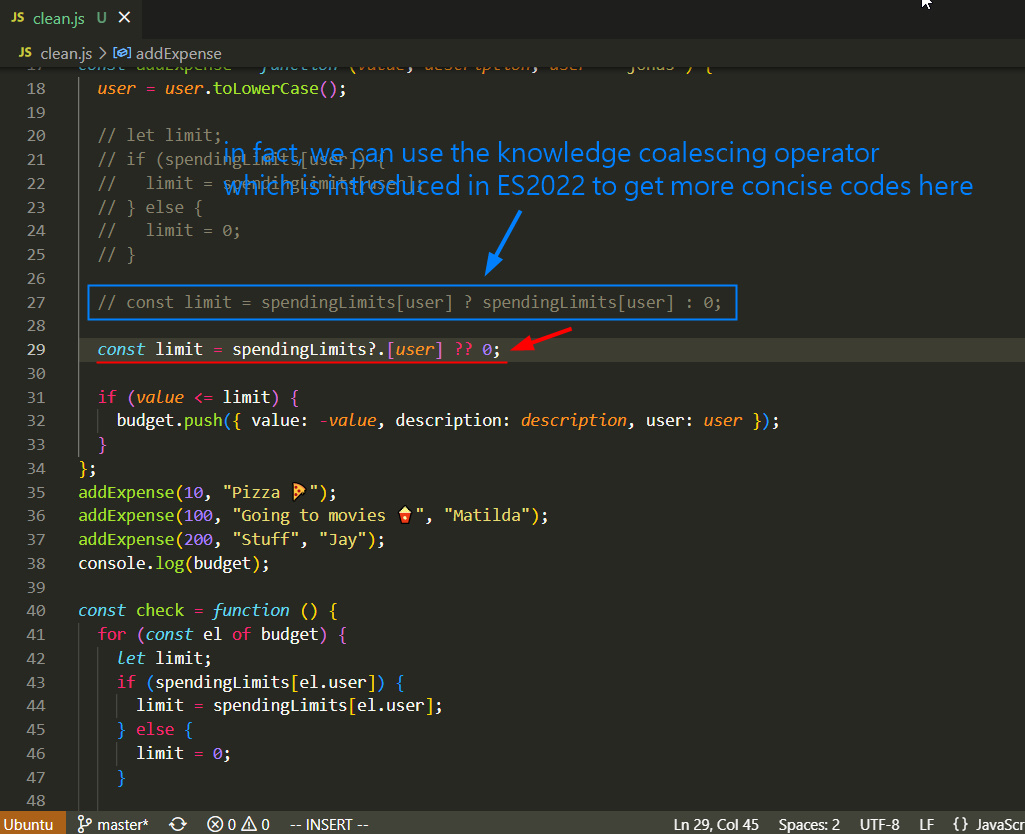 JS clean.js U ×
JS clean.js > addExpense
17 const addExpense = function (value, description, user = "jonas") {
18 user = user.toLowerCase();
19
20 // let limit;
21 // if (spendingLimits[user]) {
in fact, we can use the knowledge coalescing operator
22 // limit = spendingLimits[user];
which is introduced in ES2022 to get more concise codes here
23 // } else {
24 // limit = 0;
25 // }
26
27 // const limit = spendingLimits[user] ? spendingLimits[user] : 0;
28
29 const limit = spendingLimits?.[user] ?? 0;
30
31 if (value <= limit) {
32 budget.push({ value: -value, description: description, user: user });
33 }
34 };
35 addExpense(10, "Pizza 🍕");
36 addExpense(100, "Going to movies 🍿", "Matilda");
37 addExpense(200, "Stuff", "Jay");
38 console.log(budget);
39
40 const check = function () {
41 for (const el of budget) {
42 let limit;
43 if (spendingLimits[el.user]) {
44 limit = spendingLimits[el.user];
45 } else {
46 limit = 0;
47 }
48
Ubuntu master* 0 0 -- INSERT -- Ln 29, Col 45 Spaces: 2 UTF-8 LF {} JavaScr